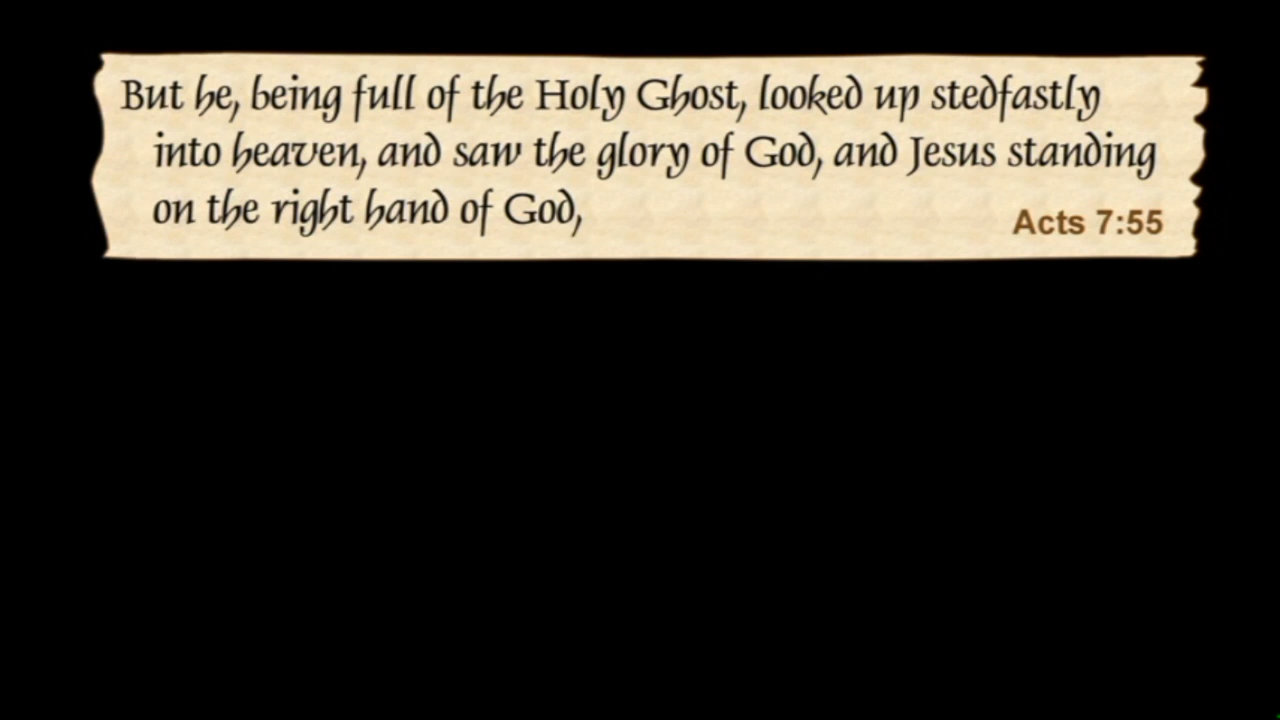 But he, being full of the Holy Ghost, looked up stedfastly
into heaven, and saw the glory of God, and Jesus standing
on the right hand of God,
Acts 7:55